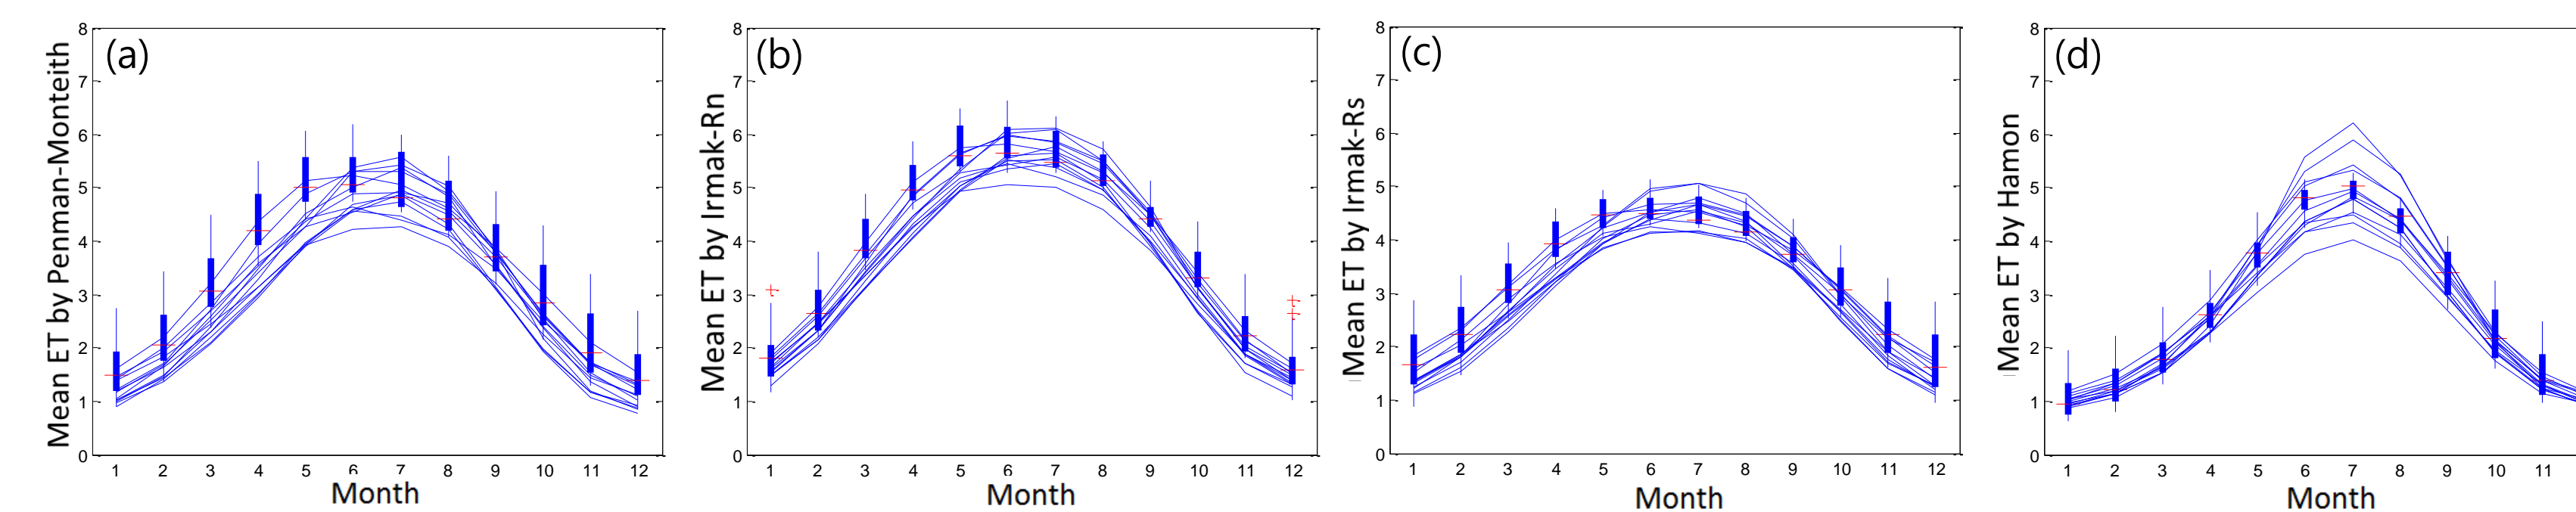 (a)
Mean ET by Penman-Monteith
8
7
6
5
4
3
2
1
0
1 2 3 4 5 6 7 8 9 10 11 12
Month
(b)
Mean ET by Irmak-Rn
8
7
6
5
4
3
2
1
0
1 2 3 4 5 6 7 8 9 10 11 12
Month
(c)
Mean ET by Irmak-Rs
8
7
6
5
4
3
2
1
0
1 2 3 4 5 6 7 8 9 10 11 12
Month
(d)
Mean ET by Hamon
8
7
6
5
4
3
2
1
0
1 2 3 4 5 6 7 8 9 10 11
Month